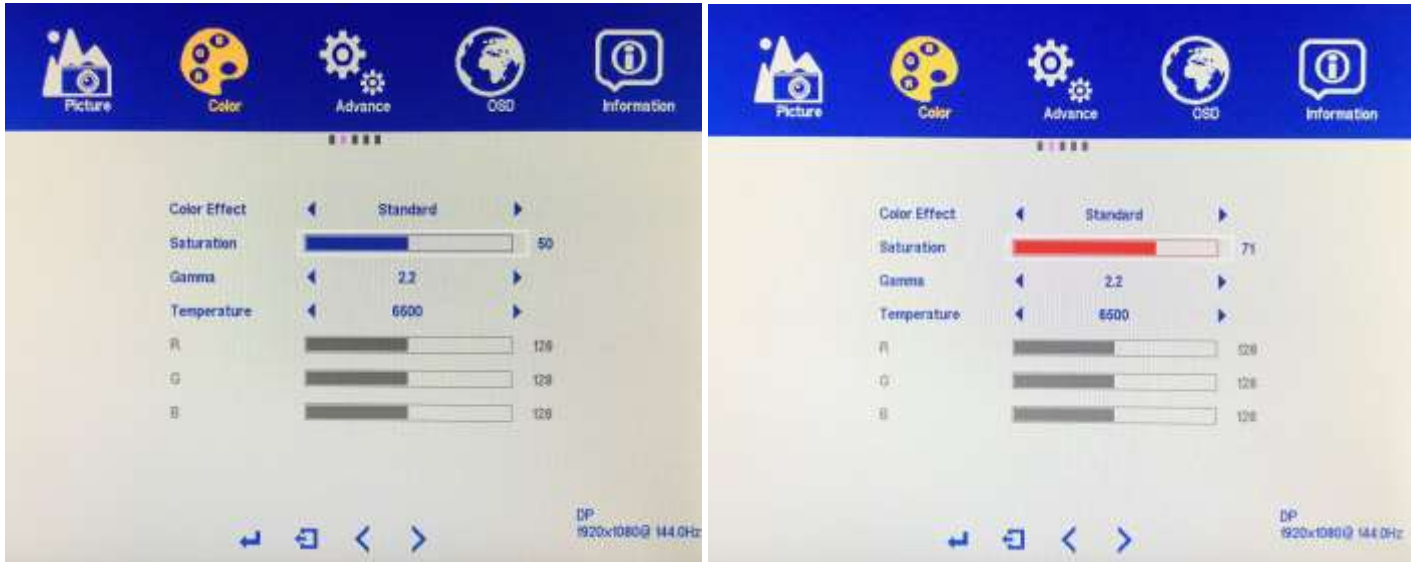 Picture Color Advance OSD Information
Color Effect Standard
Saturation 50
Gamma 2.2
Temperature 6500
R 128
G 128
B 128
DP
1920x1080@ 144.0Hz
Picture Color Advance OSD Information
Color Effect Standard
Saturation 71
Gamma 2.2
Temperature 6500
R 128
G 128
B 128
DP
1920x1080@ 144.0Hz